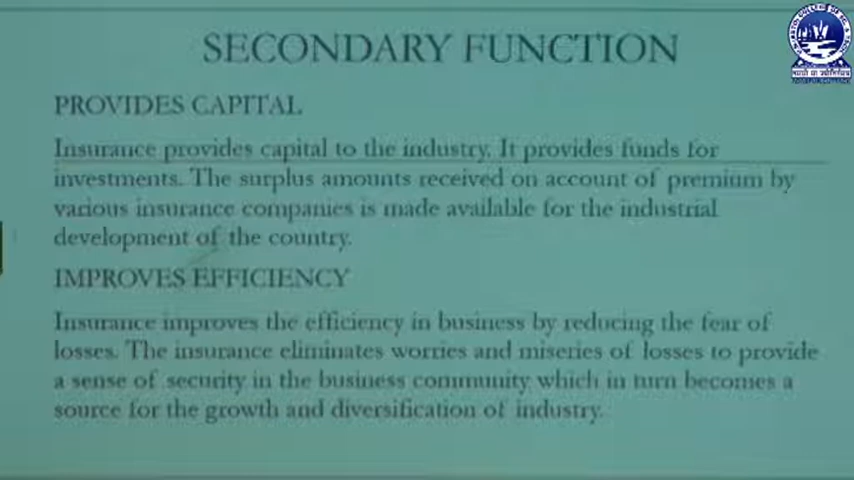 SECONDARY FUNCTION
PROVIDES CAPITAL
Insurance provides capital to the industry. It provides funds for
investments. The surplus amounts received on account of premium by
various insurance companies is made available for the industrial
development of the country.
IMPROVES EFFICIENCY
Insurance improves the efficiency in business by reducing the fear of
losses. The insurance eliminates worries and miseries of losses to provide
a sense of security in the business community which in turn becomes a
source for the growth and diversification of industry.